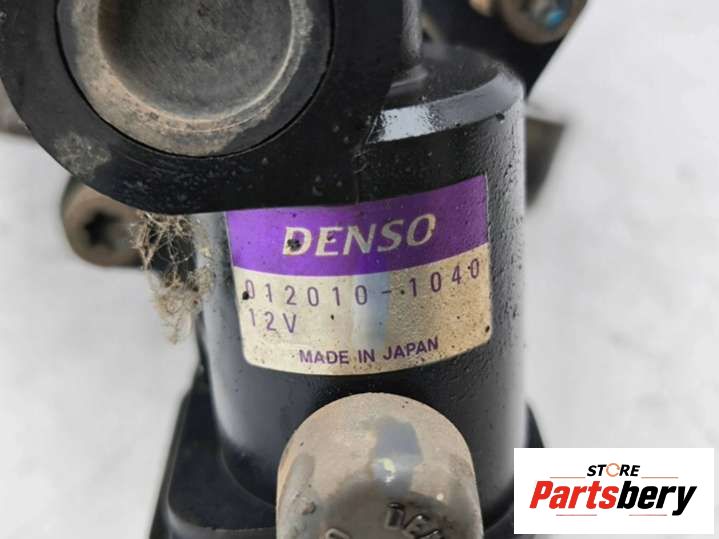 DENSO
012010-1040
12V
MADE IN JAPAN
STORE
Partsbery